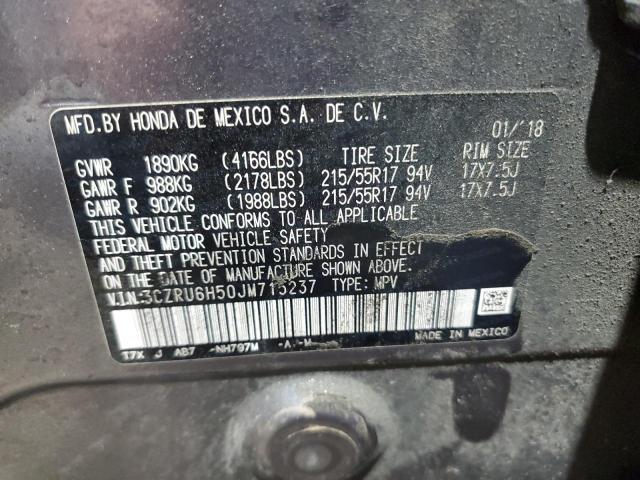 MFD.BY HONDA DE MEXICO S.A. DE C.V.
01/'18
GVWR 1890KG (4166LBS) TIRE SIZE RIM SIZE
GAWR F 988KG (2178LBS) 215/55R17 94V 17X7.5J
GAWR R 902KG (1988LBS) 215/55R17 94V 17X7.5J
THIS VEHICLE CONFORMS TO ALL APPLICABLE
FEDERAL MOTOR VEHICLE SAFETY
AND THEFT PREVENTION STANDARDS IN EFFECT
ON THE DATE OF MANUFACTURE SHOWN ABOVE.
V.I.N.:3CZRU6H50JM715237 TYPE: MPV
T7X J AB7 -NH797M -A -M
MADE IN MEXICO